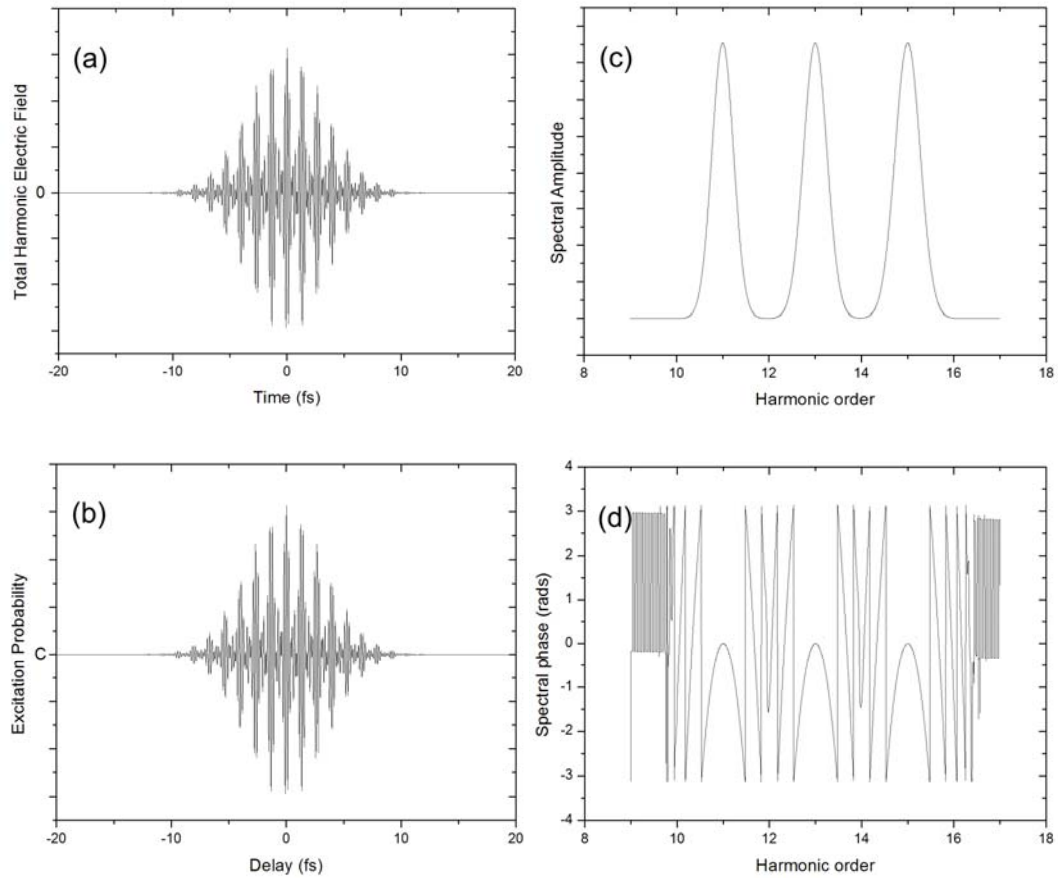 (a)
Total Harmonic Electric Field
0
-20 -10 0 10 20
Time (fs)
(c)
Spectral Amplitude
8 10 12 14 16 18
Harmonic order
(b)
Excitation Probability
C
-20 -10 0 10 20
Delay (fs)
(d)
Spectral phase (rads)
4
3
2
1
0
-1
-2
-3
-4
8 10 12 14 16 18
Harmonic order